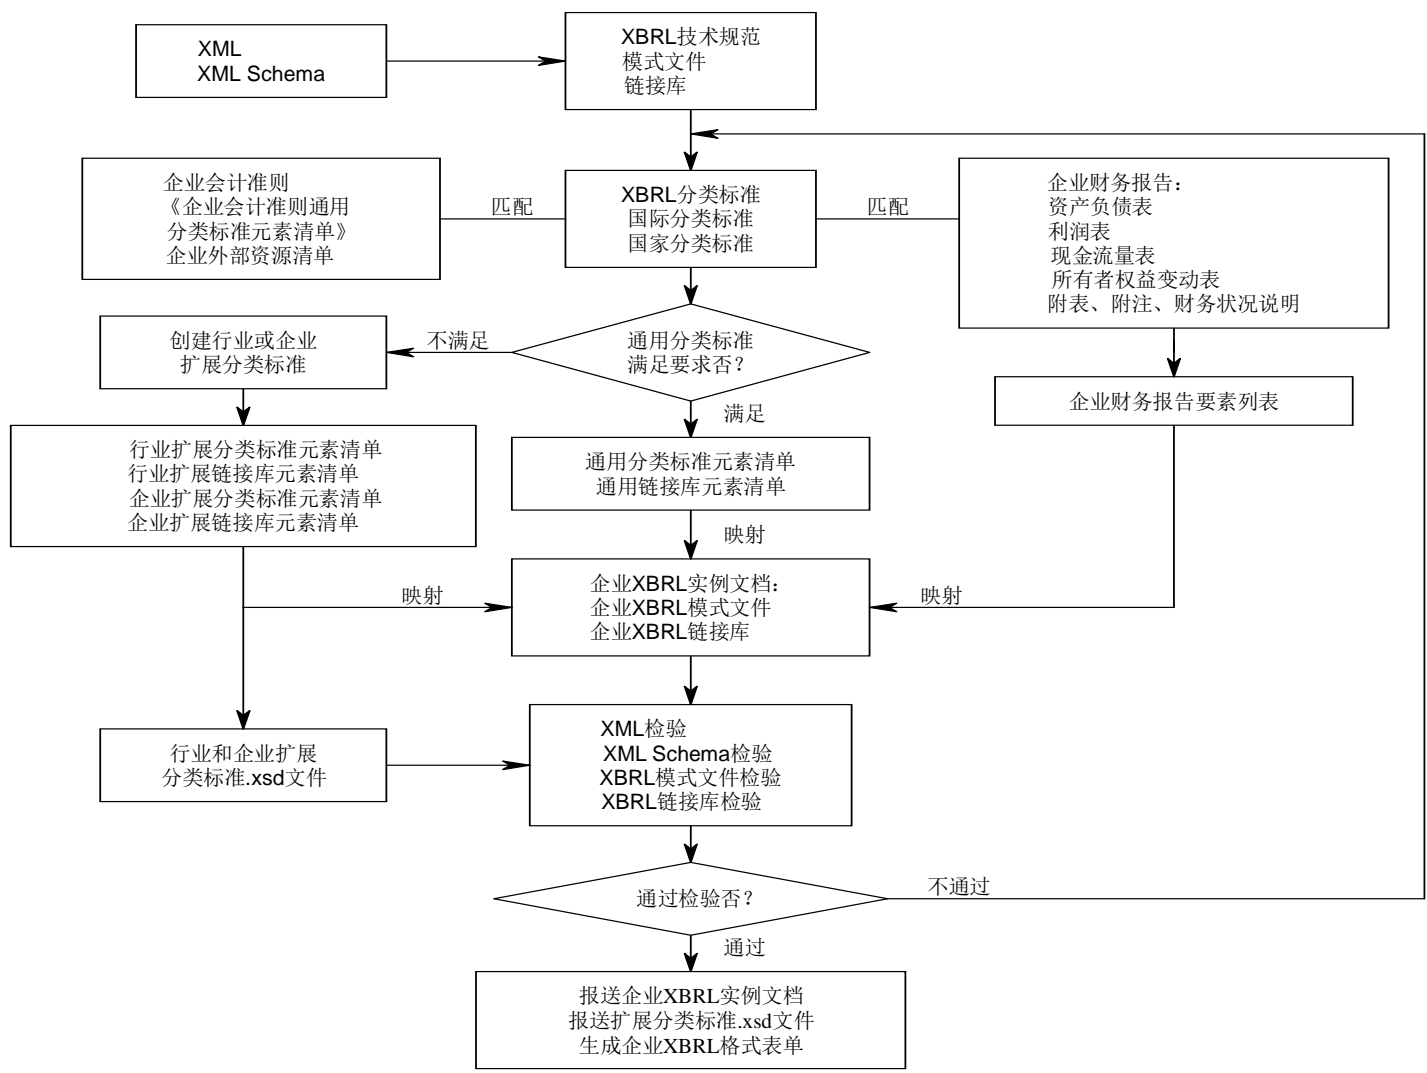 XML
XML Schema
XBRL技术规范
模式文件
链接库
企业会计准则
《企业会计准则通用
分类标准元素清单》
企业外部资源清单
匹配
XBRL分类标准
国际分类标准
国家分类标准
匹配
企业财务报告:
资产负债表
利润表
现金流量表
所有者权益变动表
附表、附注、财务状况说明
创建行业或企业
扩展分类标准
不满足
通用分类标准
满足要求否?
企业财务报告要素列表
满足
行业扩展分类标准元素清单
行业扩展链接库元素清单
企业扩展分类标准元素清单
企业扩展链接库元素清单
通用分类标准元素清单
通用链接库元素清单
映射
映射
企业XBRL实例文档:
企业XBRL模式文件
企业XBRL链接库
映射
行业和企业扩展
分类标准.xsd文件
XML检验
XML Schema检验
XBRL模式文件检验
XBRL链接库检验
通过检验否?
不通过
通过
报送企业XBRL实例文档
报送扩展分类标准.xsd文件
生成企业XBRL格式表单